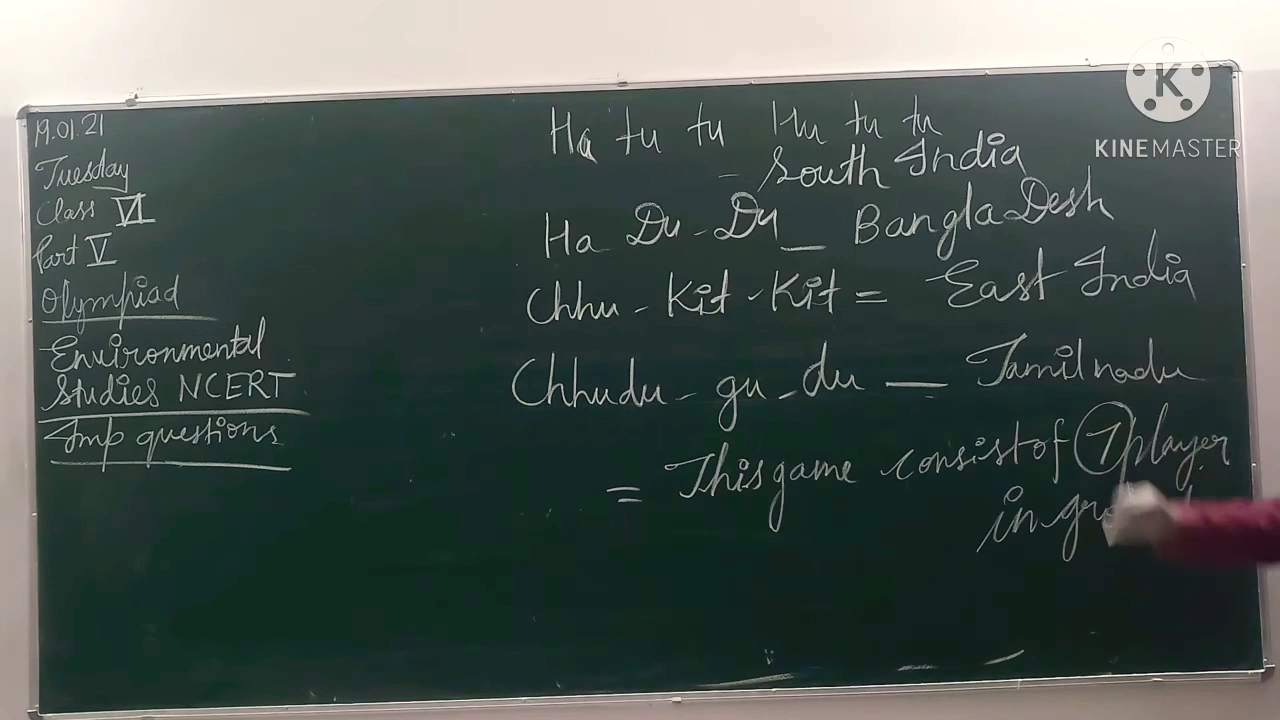 19.01.21
Tuesday
Class VI
Part V
Olympiad
Environmental
Studies NCERT
Imp questions
Ha tu tu Hu tu tu
- South India
Ha Du - Du _ BanglaDesh
Chhu - Kit - Kit = East India
Chhudu - gu - du — Tamilnadu
= This game consist of 7 player
in
K
KINEMASTER